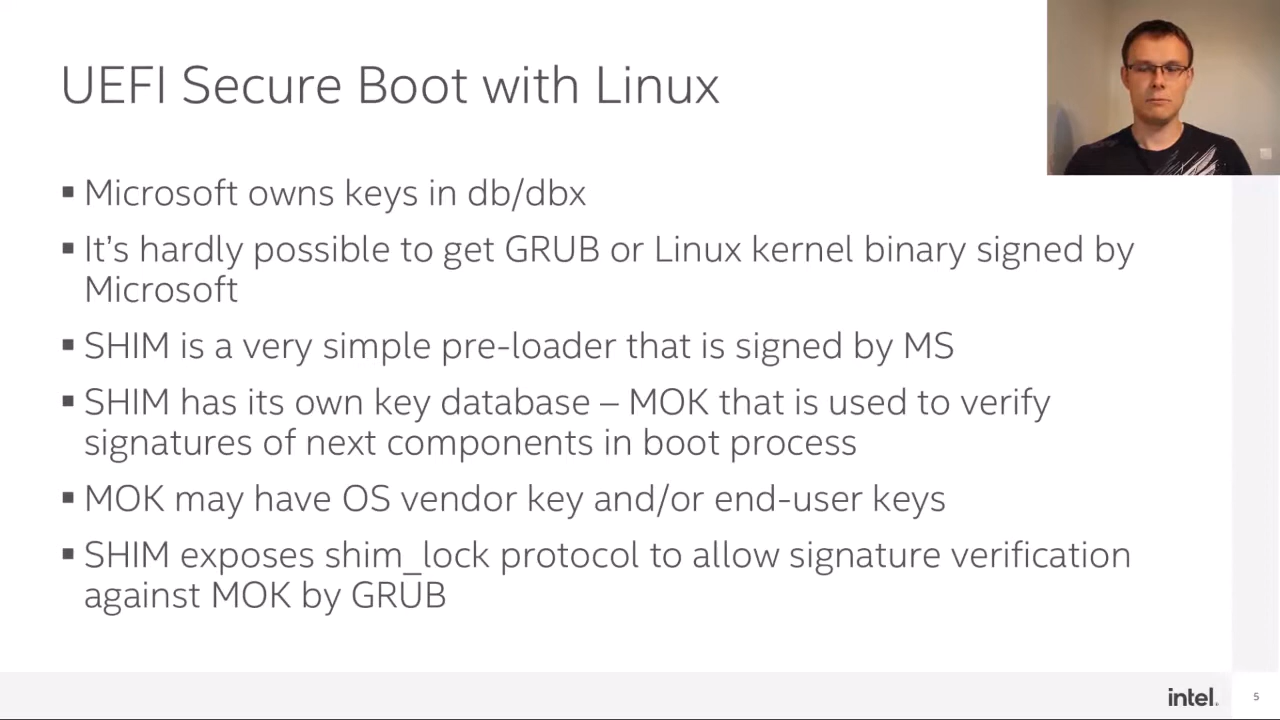 UEFI Secure Boot with Linux
▪ Microsoft owns keys in db/dbx
▪ It’s hardly possible to get GRUB or Linux kernel binary signed by
Microsoft
▪ SHIM is a very simple pre-loader that is signed by MS
▪ SHIM has its own key database – MOK that is used to verify
signatures of next components in boot process
▪ MOK may have OS vendor key and/or end-user keys
▪ SHIM exposes shim_lock protocol to allow signature verification
against MOK by GRUB
intel.
5